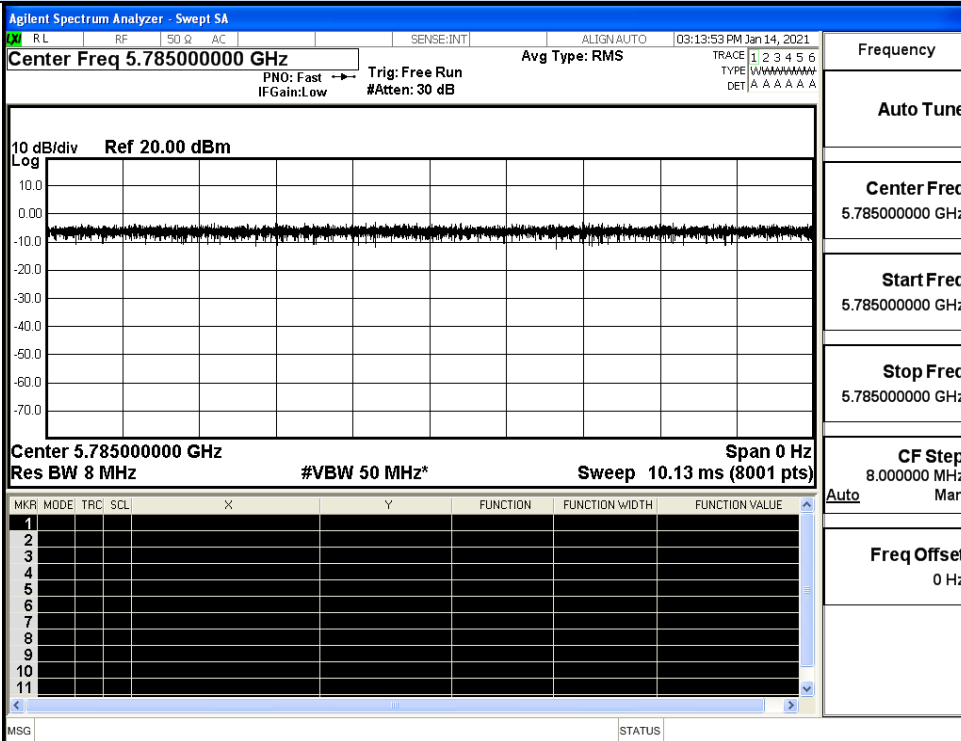 Agilent Spectrum Analyzer - Swept SA
LXI RL RF 50 Ω AC SENSE:INT ALIGN AUTO 03:13:53 PM Jan 14, 2021
Center Freq 5.785000000 GHz
PNO: Fast
IFGain:Low
Trig: Free Run
#Atten: 30 dB
Avg Type: RMS
TRACE 1 2 3 4 5 6
TYPE WWWWWW
DET A A A A A A
10 dB/div Ref 20.00 dBm
Log
10.0
0.00
-10.0
-20.0
-30.0
-40.0
-50.0
-60.0
-70.0
Center 5.785000000 GHz Span 0 Hz
Res BW 8 MHz #VBW 50 MHz* Sweep 10.13 ms (8001 pts)
MKR MODE TRC SCL X Y FUNCTION FUNCTION WIDTH FUNCTION VALUE
1
2
3
4
5
6
7
8
9
10
11
MSG STATUS
Frequency
Auto Tune
Center Freq
5.785000000 GHz
Start Freq
5.785000000 GHz
Stop Freq
5.785000000 GHz
CF Step
8.000000 MHz
Auto Man
Freq Offset
0 Hz